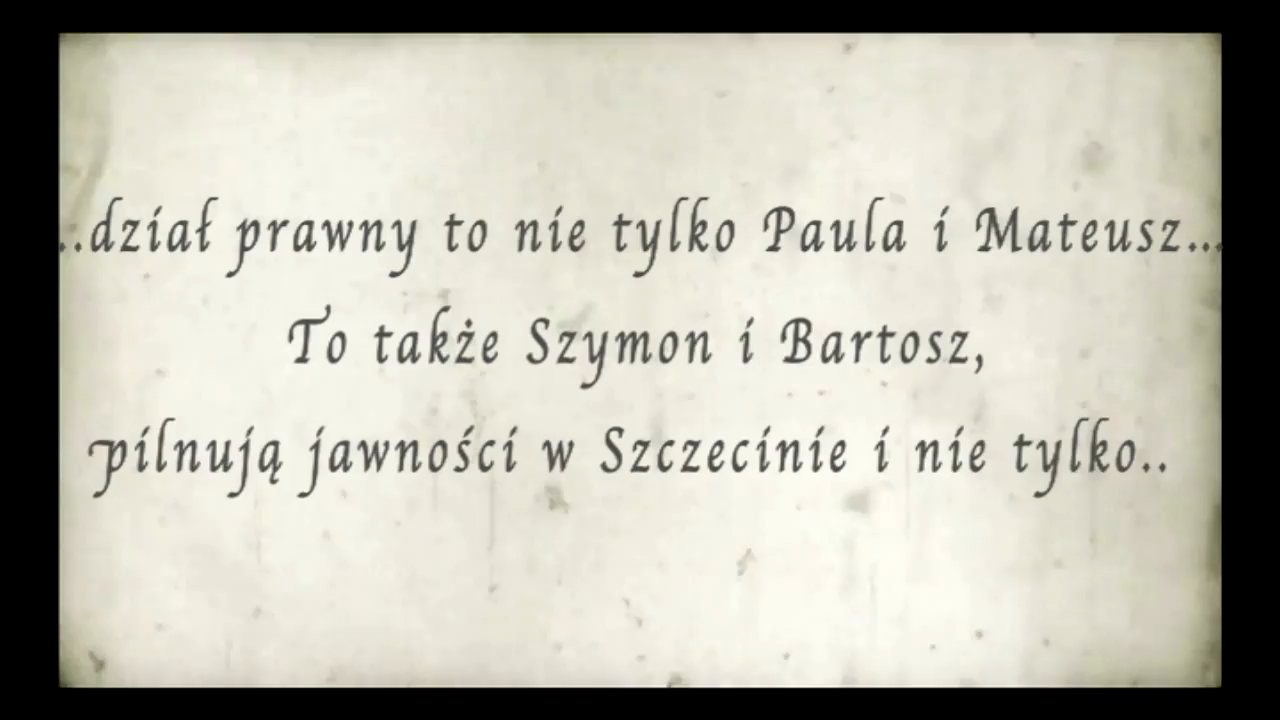 ..dział prawny to nie tylko Paula i Mateusz...
To także Szymon i Bartosz,
pilnują jawności w Szczecinie i nie tylko..